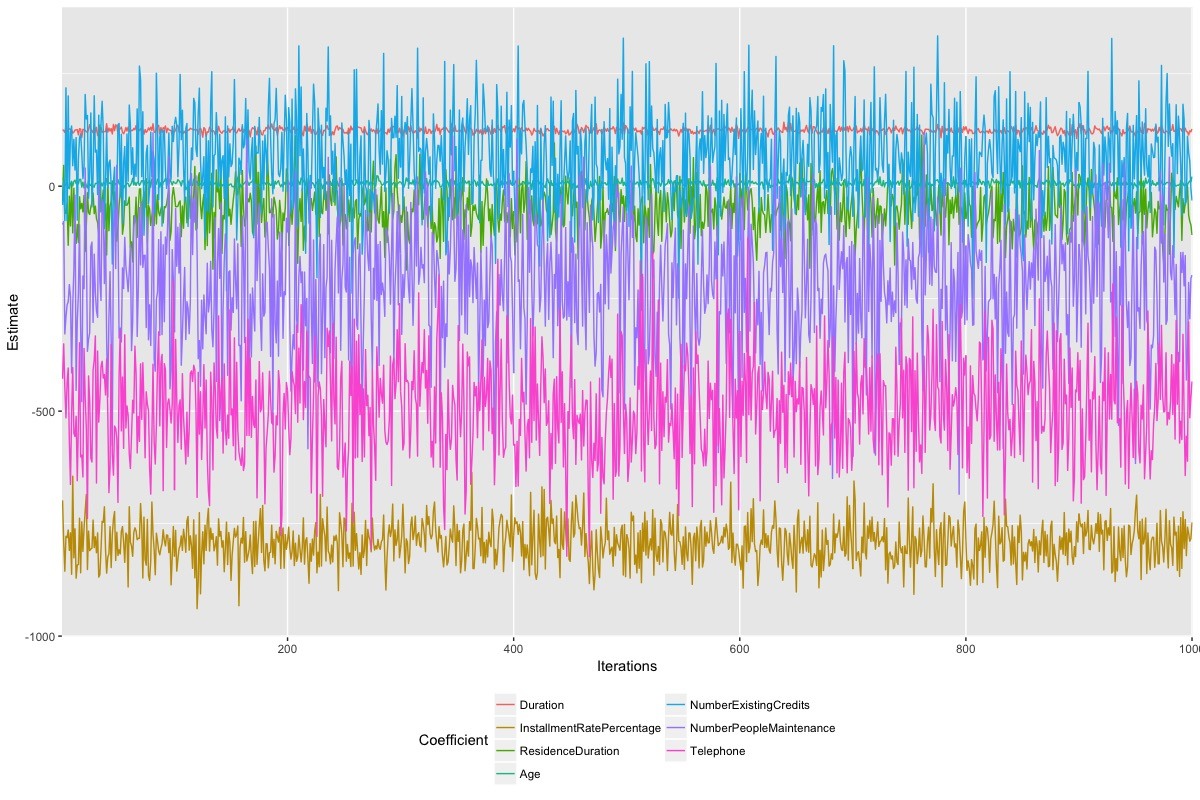 0
-500
-1000
Estimate
200
400
600
800
1000
Iterations
Coefficient
Duration
InstallmentRatePercentage
ResidenceDuration
Age
NumberExistingCredits
NumberPeopleMaintenance
Telephone